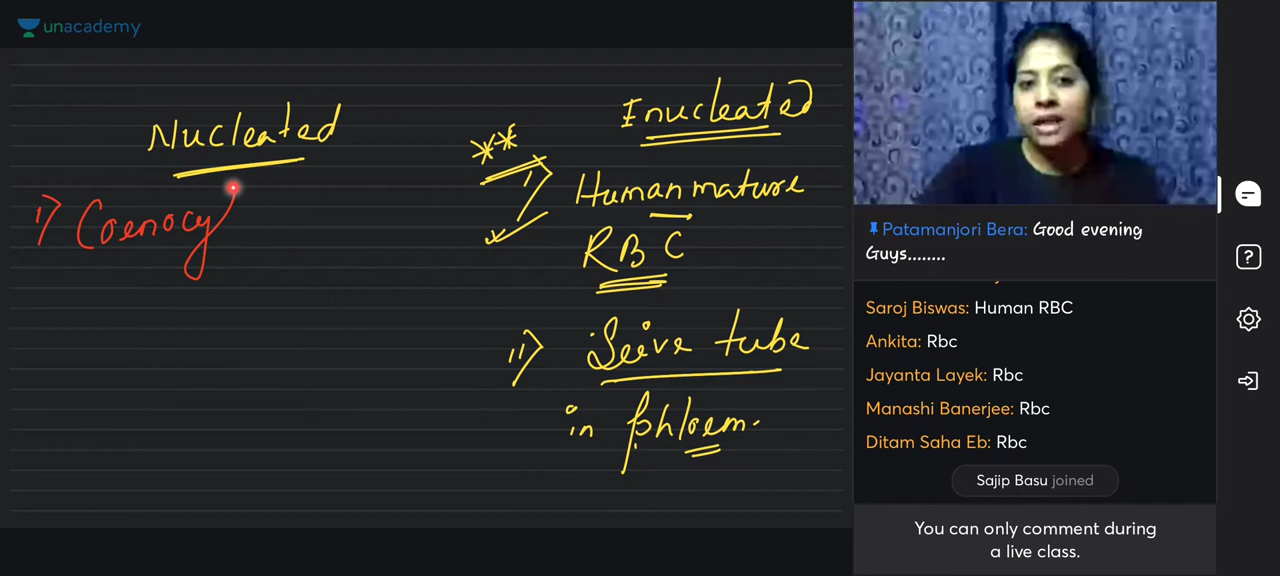 unacademy
Nucleated
1) Coenocy
Enucleated
** 1) Human mature
RBC
11) Seive tube
in phloem.
Patamanjori Bera: Good evening
Guys........
Saroj Biswas: Human RBC
Ankita: Rbc
Jayanta Layek: Rbc
Manashi Banerjee: Rbc
Ditam Saha Eb: Rbc
Sajip Basu joined
You can only comment during
a live class.
?